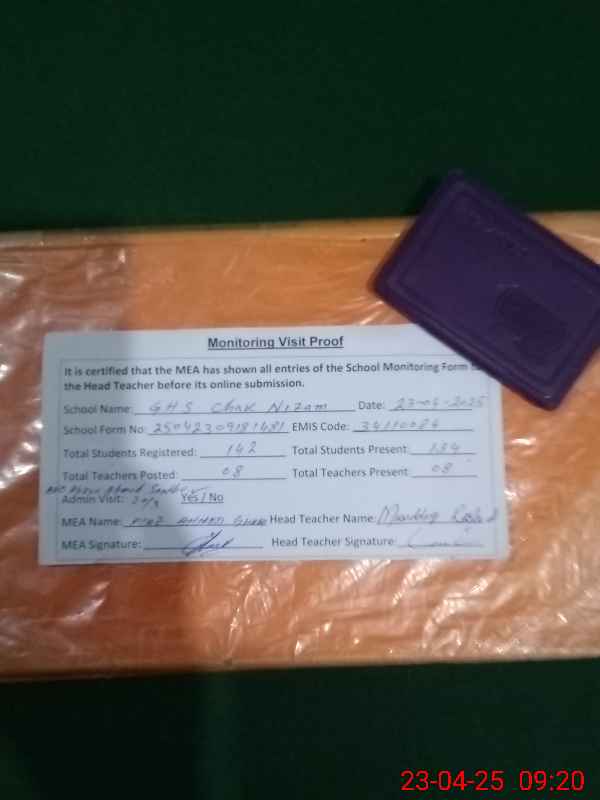 Monitoring Visit Proof
It is certified that the MEA has shown all entries of the School Monitoring Form
the Head Teacher before its online submission.
School Name: GHS Chak Nizam Date: 23-04-2025
School Form No: 25042309181481 EMIS Code:
Total Students Registered: 142 Total Students Present: 134
Total Teachers Posted: 08 Total Teachers Present: 08
Admin Visit: Yes / No
MEA Name: AHMED Head Teacher Name:
MEA Signature: Head Teacher Signature:
23-04-25 09:20